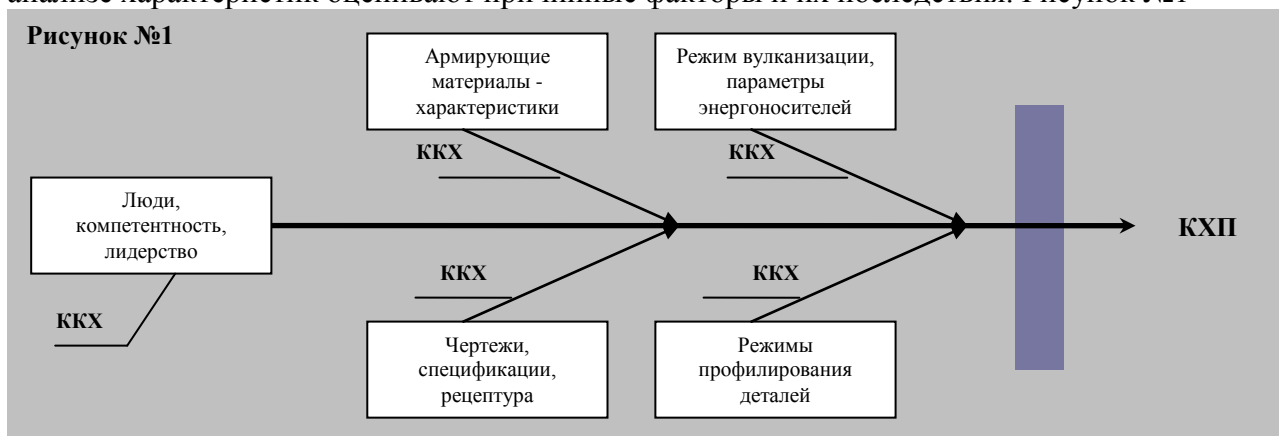 анализе характеристик оценивают причинные факторы и их последствия. Рисунок №1
Рисунок №1
Армирующие
материалы -
характеристики
Режим вулканизации,
параметры
энергоносителей
ККХ
ККХ
Люди,
компетентность,
лидерство
КХП
ККХ
ККХ
ККХ
Чертежи,
спецификации,
рецептура
Режимы
профилирования
деталей